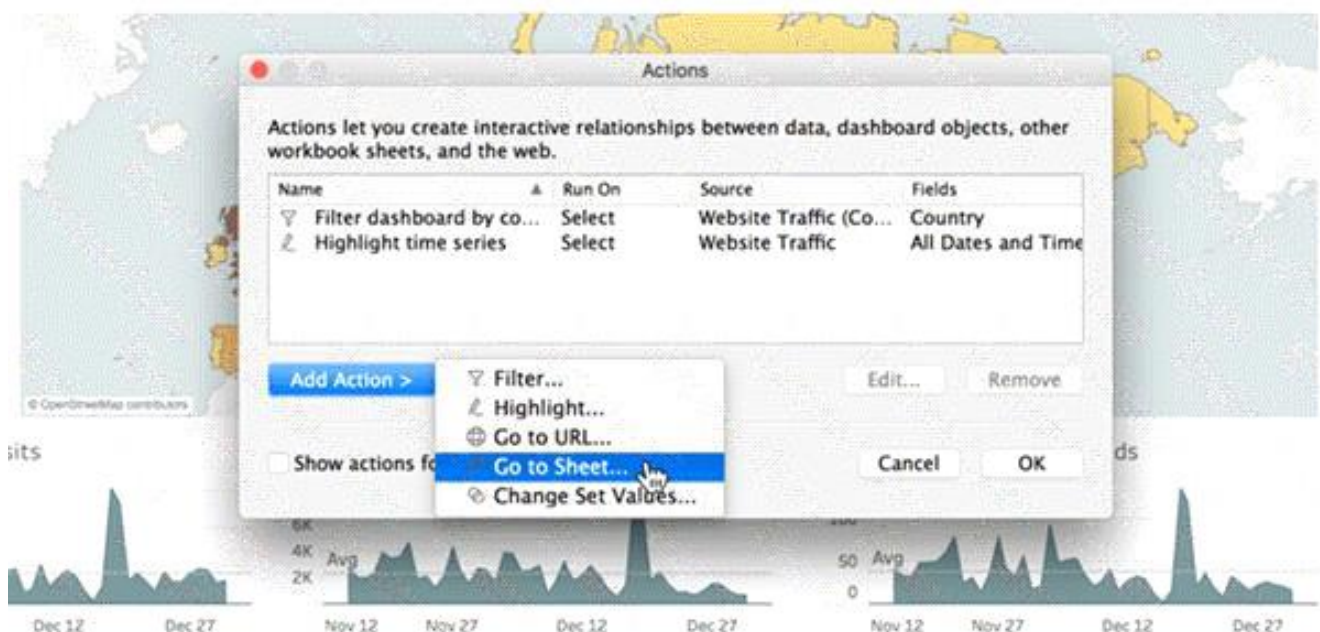 Actions
Actions let you create interactive relationships between data, dashboard objects, other
workbook sheets, and the web.
Name Run On Source Fields
Filter dashboard by co... Select Website Traffic (Co... Country
Highlight time series Select Website Traffic All Dates and Time
Add Action >
Filter...
Highlight...
Go to URL...
Go to Sheet...
Change Set Values...
Edit... Remove
Show actions fo
Cancel OK
© OpenStreetMap contributors
sits
ds
6K
4K
Avg
2K
100
50
Avg
0
Dec 12 Dec 27 Nov 12 Nov 27 Dec 12 Dec 27 Nov 12 Nov 27 Dec 12 Dec 27